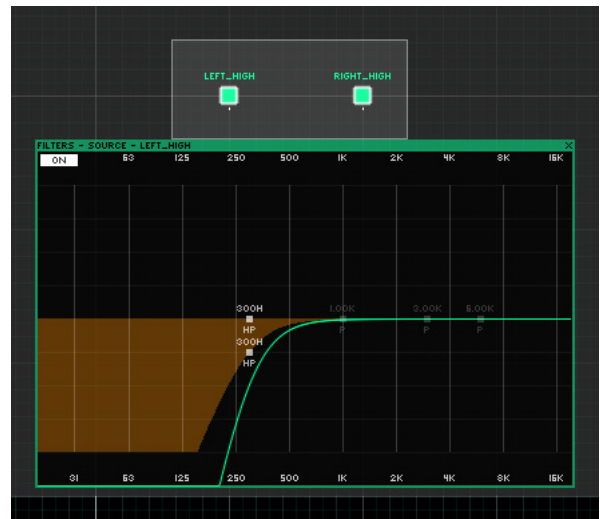 LEFT_HIGH RIGHT_HIGH
FILTERS - SOURCE - LEFT_HIGH X
ON 63 125 250 500 1K 2K 4K 8K 16K
300H 1.00K 3.00K 6.00K
HP P P P
300H
HP
31 63 125 250 500 1K 2K 4K 8K 16K